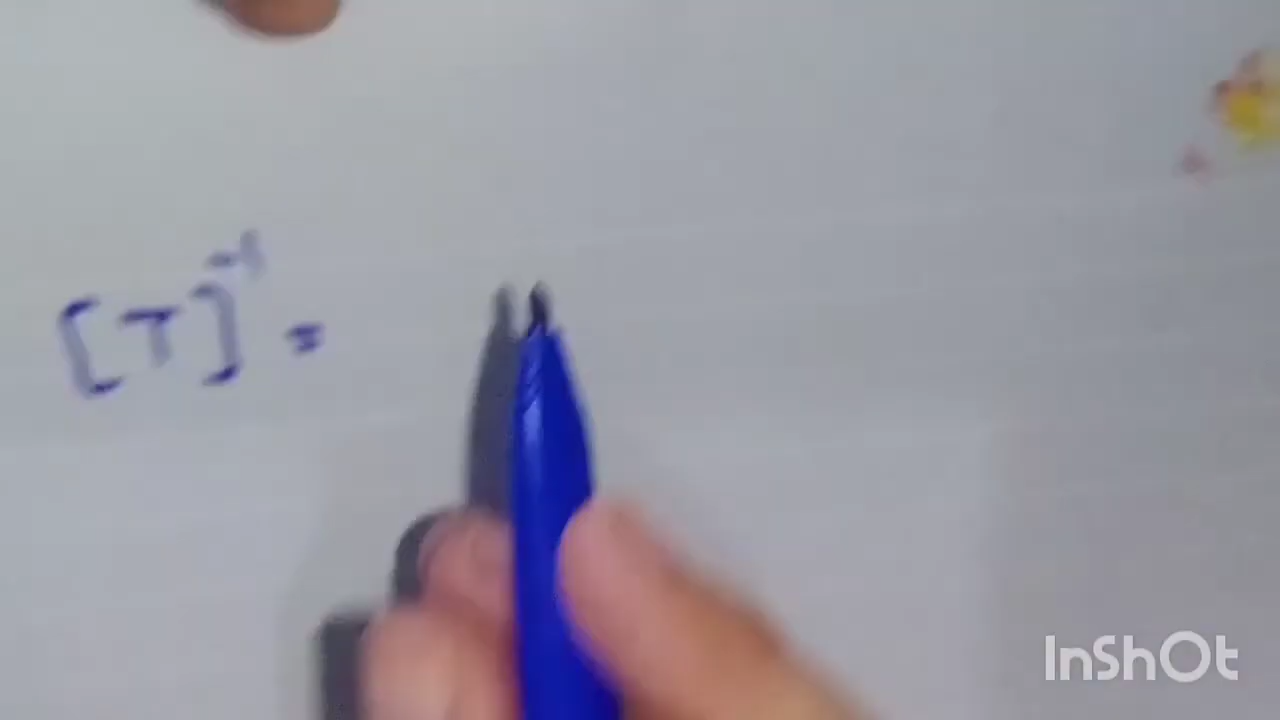 [T]⁻¹ =
InShOt